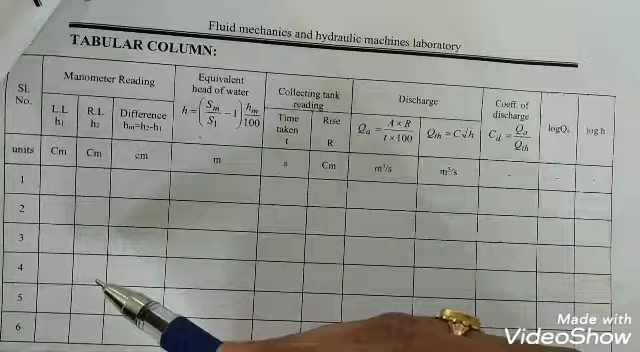 Fluid mechanics and hydraulic machines laboratory
TABULAR COLUMN:
Sl. No. | Manometer Reading | Equivalent head of water h = (Sm/S1 − 1) hm/100 | Collecting tank reading | Discharge | Coeff. of discharge Cd = Qa/Qth | logQa | log h
L.L h1 | R.L h2 | Difference hm=h2-h1 | Time taken t | Rise R | Qa = A × R / t × 100 | Qth = C√h
units | Cm | Cm | cm | m | s | Cm | m³/s | m³/s | - | - | -
1
2
3
4
5
6
Made with
VideoShow